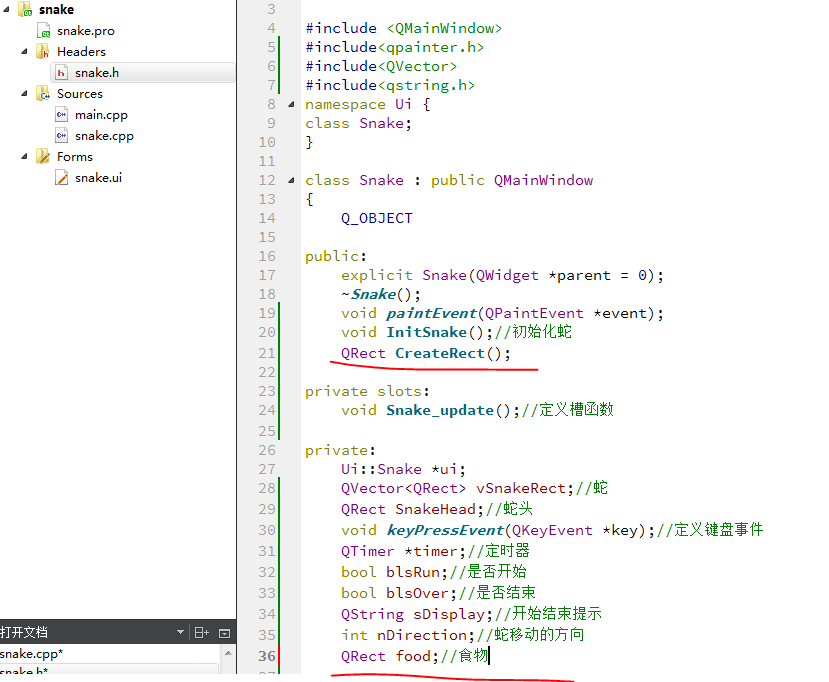 snake
snake.pro
Headers
snake.h
Sources
main.cpp
snake.cpp
Forms
snake.ui
打开文档
snake.cpp*
snake.h*
3
4 #include <QMainWindow>
5 #include<qpainter.h>
6 #include<QVector>
7 #include<qstring.h>
8 namespace Ui {
9 class Snake;
10 }
11
12 class Snake : public QMainWindow
13 {
14 Q_OBJECT
15
16 public:
17 explicit Snake(QWidget *parent = 0);
18 ~Snake();
19 void paintEvent(QPaintEvent *event);
20 void InitSnake();//初始化蛇
21 QRect CreateRect();
22
23 private slots:
24 void Snake_update();//定义槽函数
25
26 private:
27 Ui::Snake *ui;
28 QVector<QRect> vSnakeRect;//蛇
29 QRect SnakeHead;//蛇头
30 void keyPressEvent(QKeyEvent *key);//定义键盘事件
31 QTimer *timer;//定时器
32 bool blsRun;//是否开始
33 bool blsOver;//是否结束
34 QString sDisplay;//开始结束提示
35 int nDirection;//蛇移动的方向
36 QRect food;//食物